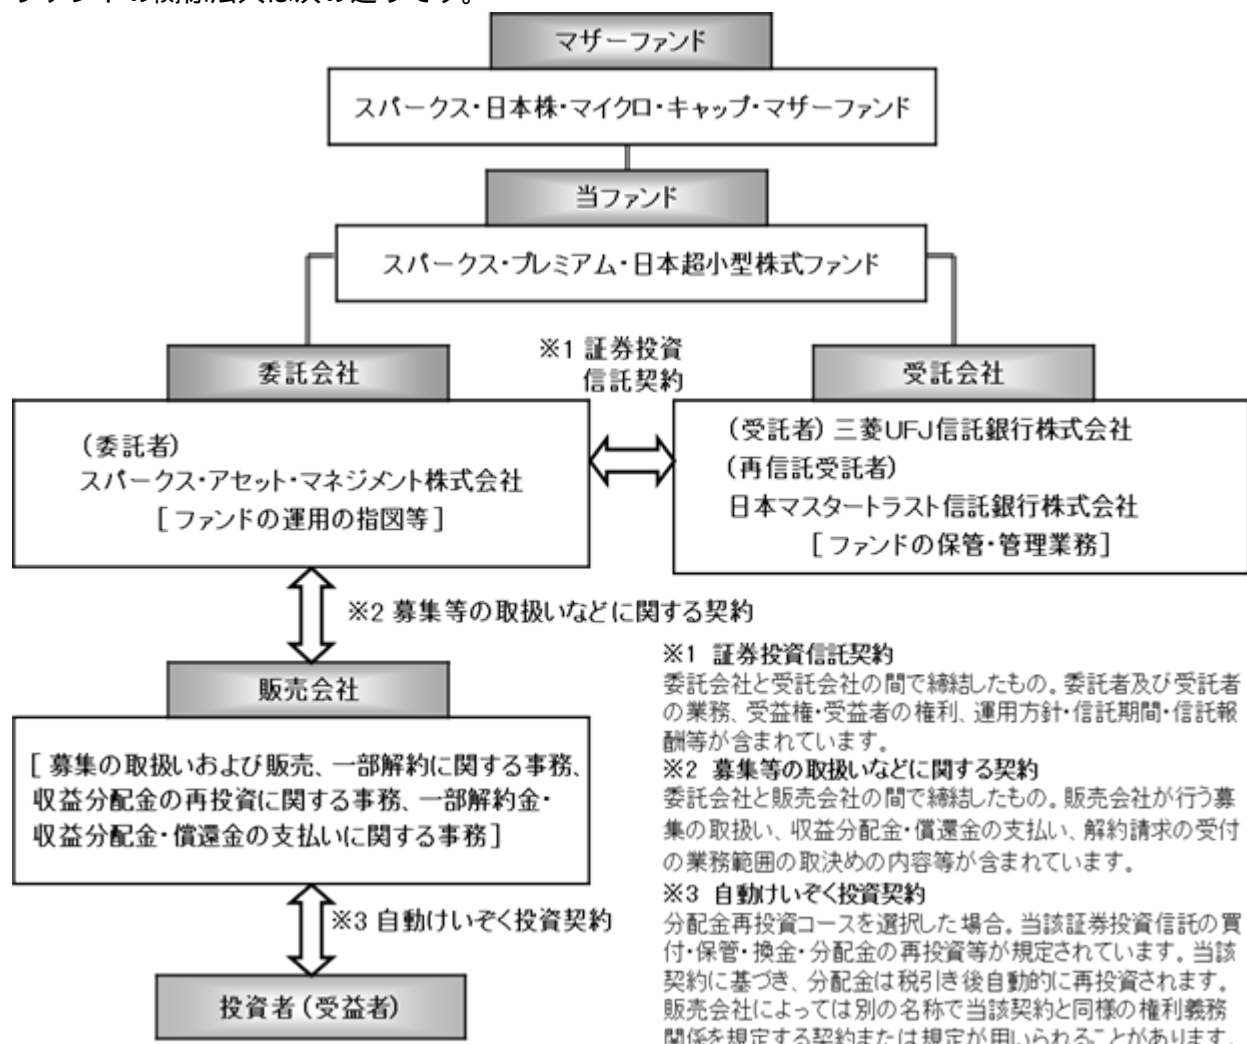 マザーファンド
スパークス・日本株・マイクロ・キャップ・マザーファンド
当ファンド
スパークス・プレミアム・日本超小型株式ファンド
※1 証券投資
信託契約
委託会社
(委託者)
スパークス・アセット・マネジメント株式会社
[ファンドの運用の指図等]
受託会社
(受託者)三菱UFJ信託銀行株式会社
(再信託受託者)
日本マスタートラスト信託銀行株式会社
[ファンドの保管・管理業務]
※2 募集等の取扱いなどに関する契約
販売会社
[募集の取扱いおよび販売、一部解約に関する事務、
収益分配金の再投資に関する事務、一部解約金・
収益分配金・償還金の支払いに関する事務]
※3 自動けいぞく投資契約
投資者(受益者)
※1 証券投資信託契約
委託会社と受託会社の間で締結したもの。委託者及び受託者
の業務、受益権・受益者の権利、運用方針・信託期間・信託報
酬等が含まれています。
※2 募集等の取扱いなどに関する契約
委託会社と販売会社の間で締結したもの。販売会社が行う募
集の取扱い、収益分配金・償還金の支払い、解約請求の受付
の業務範囲の取決めの内容等が含まれています。
※3 自動けいぞく投資契約
分配金再投資コースを選択した場合。当該証券投資信託の買
付・保管・換金・分配金の再投資等が規定されています。当該
契約に基づき、分配金は税引き後自動的に再投資されます。
販売会社によっては別の名称で当該契約と同様の権利義務
関係を規定する契約または規定が用いられることがあります。